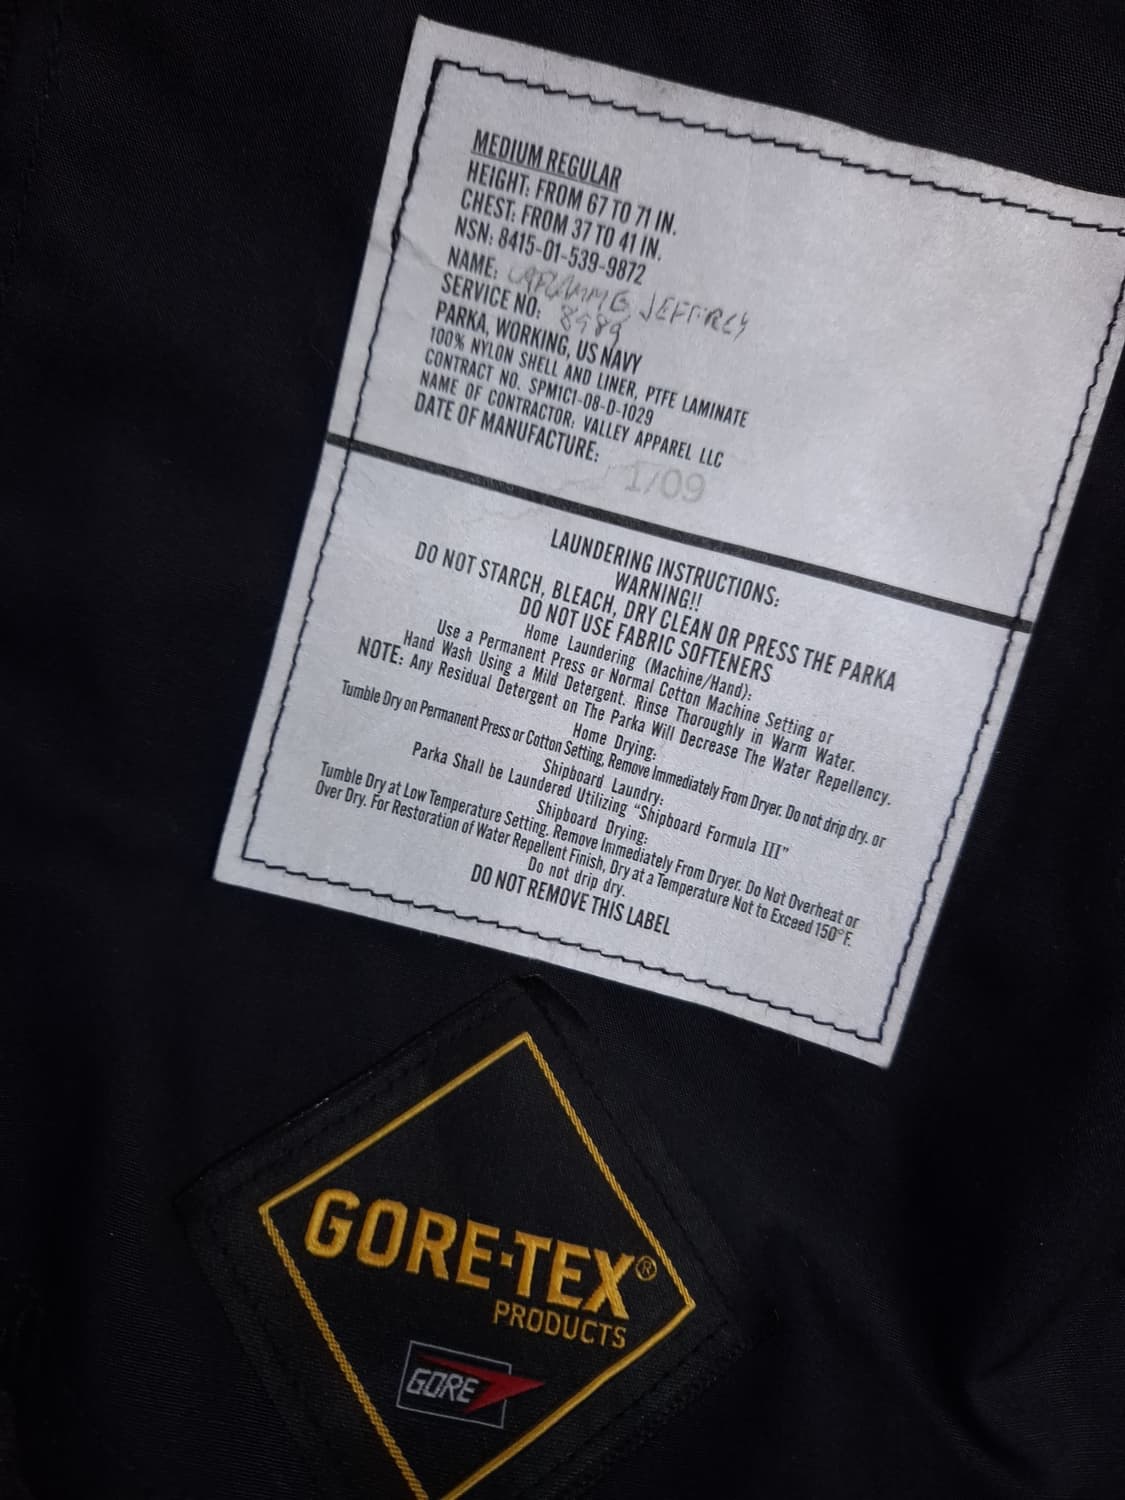 MEDIUM REGULAR
HEIGHT: FROM 67 TO 71 IN.
CHEST: FROM 37 TO 41 IN.
NSN: 8415-01-539-9872
NAME: LAFLAMME JEFFREY
SERVICE NO: 8989
PARKA, WORKING, US NAVY
100% NYLON SHELL AND LINER, PTFE LAMINATE
CONTRACT NO. SPM1C1-08-D-1029
NAME OF CONTRACTOR: VALLEY APPAREL LLC
DATE OF MANUFACTURE: 1/09
LAUNDERING INSTRUCTIONS:
WARNING!!
DO NOT STARCH, BLEACH, DRY CLEAN OR PRESS THE PARKA
DO NOT USE FABRIC SOFTENERS
Home Laundering (Machine/Hand):
Use a Permanent Press or Normal Cotton Machine Setting or
Hand Wash Using a Mild Detergent. Rinse Thoroughly in Warm Water.
NOTE: Any Residual Detergent on The Parka Will Decrease The Water Repellency.
Home Drying:
Tumble Dry on Permanent Press or Cotton Setting, Remove Immediately From Dryer. Do not drip dry. or
Shipboard Laundry:
Parka Shall be Laundered Utilizing "Shipboard Formula III"
Shipboard Drying:
Tumble Dry at Low Temperature Setting. Remove Immediately From Dryer. Do Not Overheat or
Over Dry. For Restoration of Water Repellent Finish, Dry at a Temperature Not to Exceed 150°F.
Do not drip dry.
DO NOT REMOVE THIS LABEL
GORE-TEX®
PRODUCTS
GORE